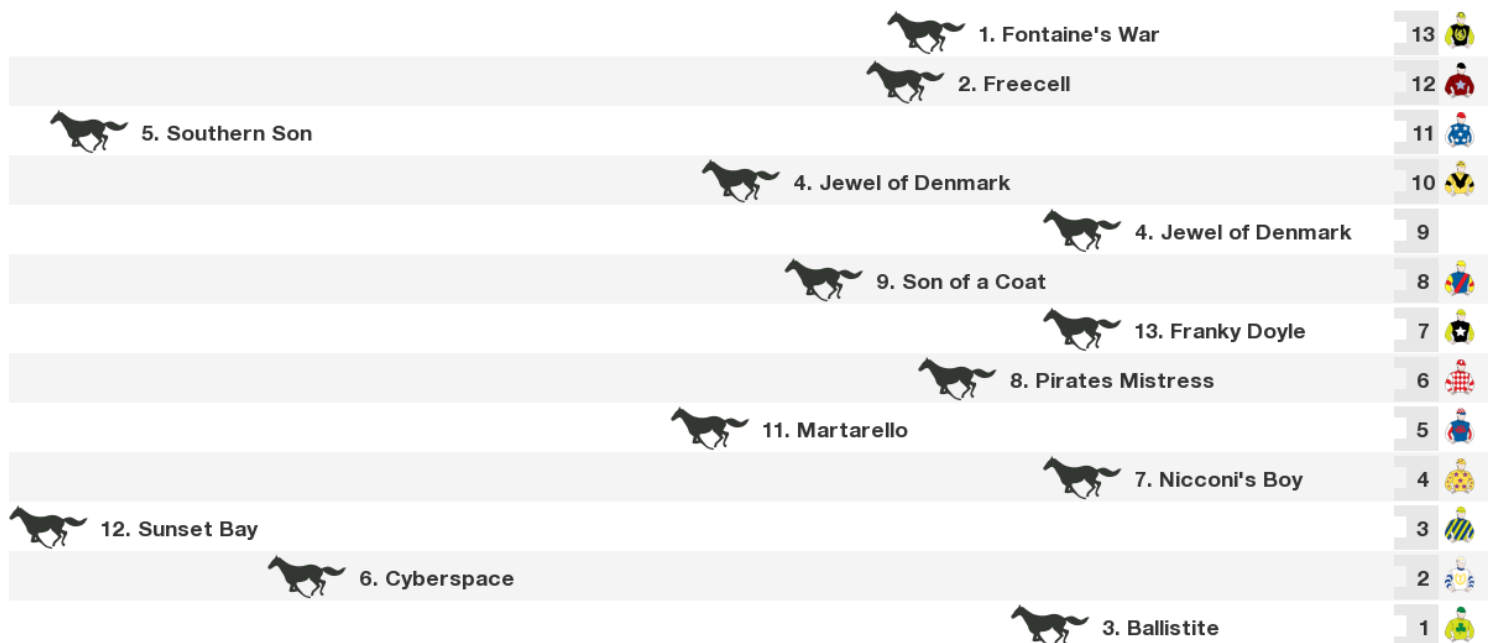 1. Fontaine's War 13
2. Freecell 12
5. Southern Son 11
4. Jewel of Denmark 10
4. Jewel of Denmark 9
9. Son of a Coat 8
13. Franky Doyle 7
8. Pirates Mistress 6
11. Martarello 5
7. Nicconi's Boy 4
12. Sunset Bay 3
6. Cyberspace 2
3. Ballistite 1